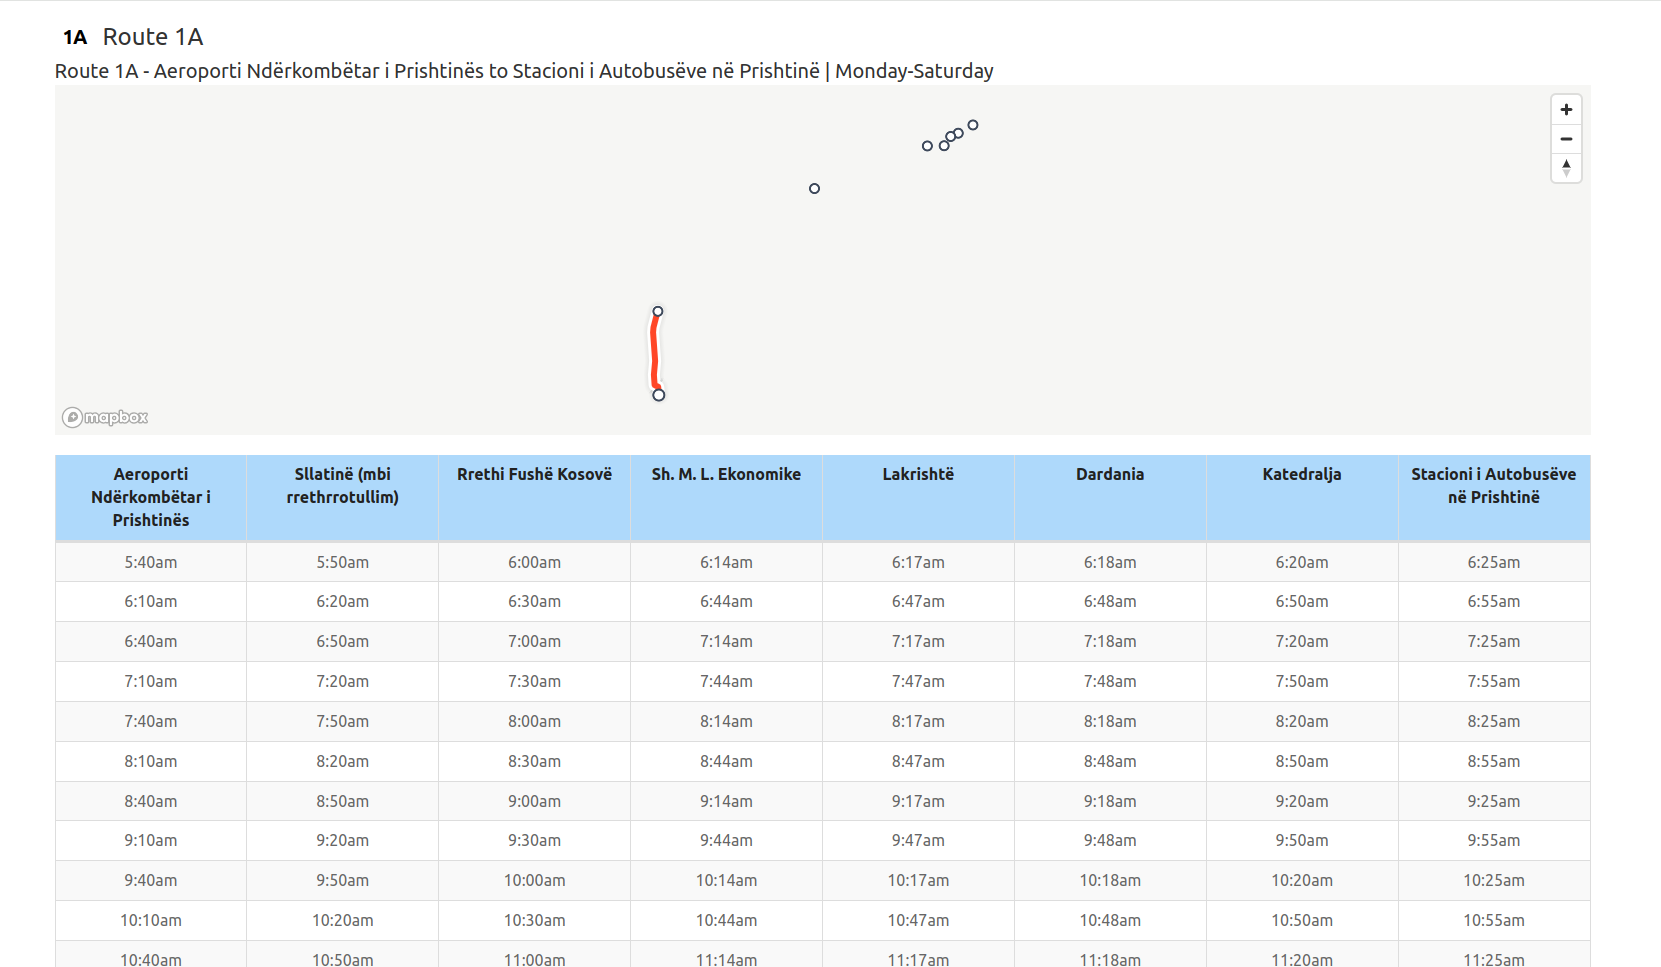 1A Route 1A
Route 1A - Aeroporti Ndërkombëtar i Prishtinës to Stacioni i Autobusëve në Prishtinë | Monday-Saturday
mapbox
Aeroporti Ndërkombëtar i Prishtinës Sllatinë (mbi rrethrrotullim) Rrethi Fushë Kosovë Sh. M. L. Ekonomike Lakrishtë Dardania Katedralja Stacioni i Autobusëve në Prishtinë
5:40am 5:50am 6:00am 6:14am 6:17am 6:18am 6:20am 6:25am
6:10am 6:20am 6:30am 6:44am 6:47am 6:48am 6:50am 6:55am
6:40am 6:50am 7:00am 7:14am 7:17am 7:18am 7:20am 7:25am
7:10am 7:20am 7:30am 7:44am 7:47am 7:48am 7:50am 7:55am
7:40am 7:50am 8:00am 8:14am 8:17am 8:18am 8:20am 8:25am
8:10am 8:20am 8:30am 8:44am 8:47am 8:48am 8:50am 8:55am
8:40am 8:50am 9:00am 9:14am 9:17am 9:18am 9:20am 9:25am
9:10am 9:20am 9:30am 9:44am 9:47am 9:48am 9:50am 9:55am
9:40am 9:50am 10:00am 10:14am 10:17am 10:18am 10:20am 10:25am
10:10am 10:20am 10:30am 10:44am 10:47am 10:48am 10:50am 10:55am
10:40am 10:50am 11:00am 11:14am 11:17am 11:18am 11:20am 11:25am